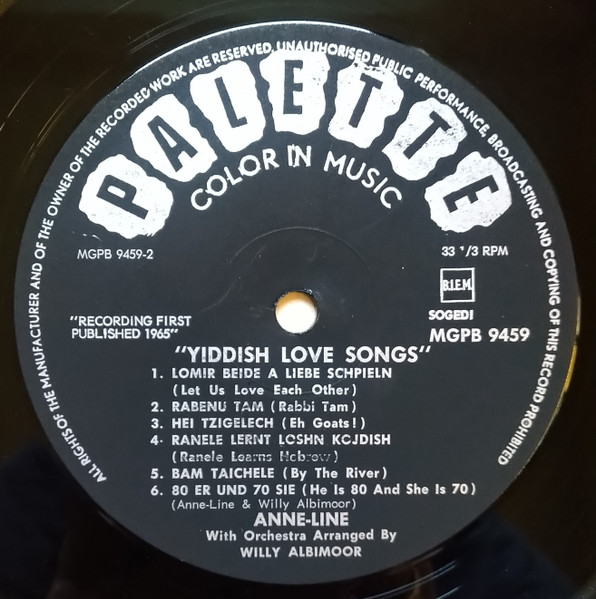 ALL RIGHTS OF THE MANUFACTURER AND OF THE OWNER OF THE RECORDED WORK ARE RESERVED, UNAUTHORISED PUBLIC PERFORMANCE, BROADCASTING AND COPYING OF THIS RECORD PROHIBITED
PALETTE
COLOR IN MUSIC
MGPB 9459-2
33 1/3 RPM
B.I.E.M.
SOGEDI
"RECORDING FIRST
PUBLISHED 1965"
MGPB 9459
"YIDDISH LOVE SONGS"
1. LOMIR BEIDE A LIEBE SCHPIELN
(Let Us Love Each Other)
2. RABENU TAM (Rabbi Tam)
3. HEI TZIGELECH (Eh Goats!)
4. RANELE LERNT LOSHN KOJDISH
(Ranele Learns Hebrow)
5. BAM TAICHELE (By The River)
6. 80 ER UND 70 SIE (He Is 80 And She Is 70)
(Anne-Line & Willy Albimoor)
ANNE-LINE
With Orchestra Arranged By
WILLY ALBIMOOR